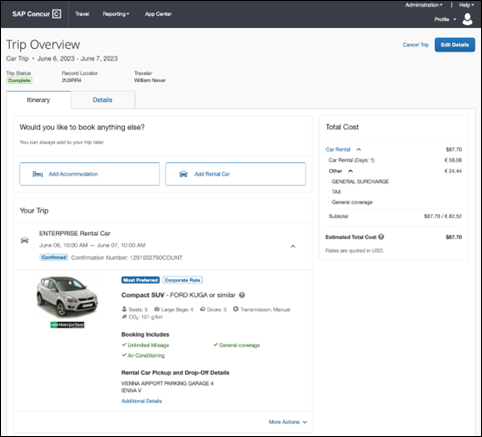 Administration | Help
SAP Concur C Travel Reporting App Center
Profile
Trip Overview
Cancel Trip Edit Details
Car Trip • June 6, 2023 - June 7, 2023
Trip Status Record Locator Traveler
Complete William Never
Itinerary Details
Would you like to book anything else?
You can always add to your trip later.
Add Accommodation Add Rental Car
Your Trip
ENTERPRISE Rental Car
June 06, 10:00 AM — June 07, 10:00 AM
Confirmed Confirmation Number: 1291032790COUNT
enterprise
Most Preferred Corporate Rate
Compact SUV - FORD KUGA or similar
Seats: 5 Large Bags: 4 Doors: 5 Transmission: Manual
CO₂: 151 g/km
Booking Includes
Unlimited Mileage General coverage
Air Conditioning
Rental Car Pickup and Drop-Off Details
VIENNA AIRPORT PARKING GARAGE 4
IENNA V
Additional Details
More Actions
Total Cost
Car Rental $87.70
Car Rental (Days: 1) € 58.08
Other € 24.44
GENERAL SURCHARGE
TAX
General coverage
Subtotal $87.70 / € 82.52
Estimated Total Cost $87.70
Rates are quoted in USD.